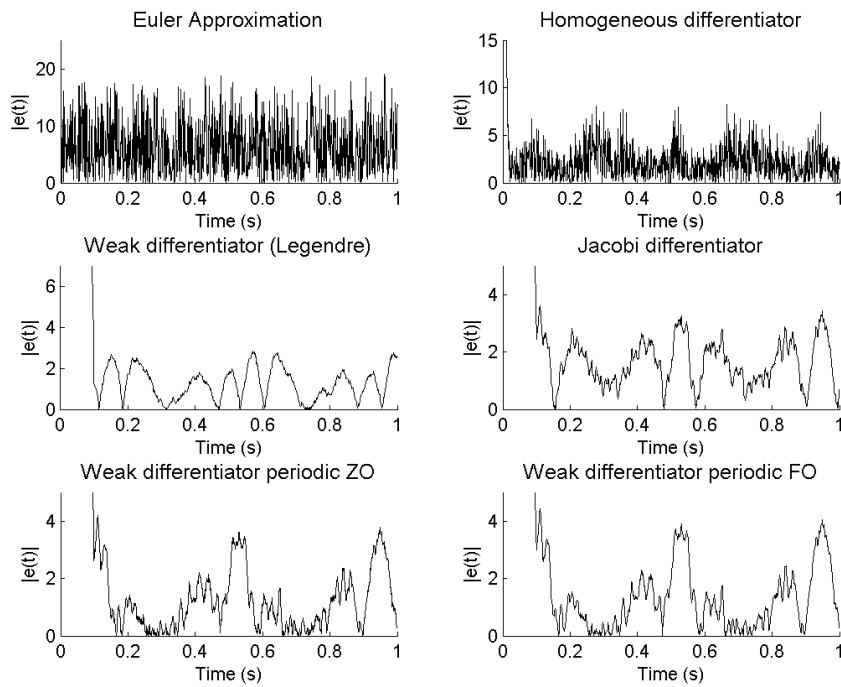 Euler Approximation
|e(t)|
20
10
0
0 0.2 0.4 0.6 0.8 1
Time (s)
Homogeneous differentiator
|e(t)|
15
10
5
0
0 0.2 0.4 0.6 0.8 1
Time (s)
Weak differentiator (Legendre)
|e(t)|
6
4
2
0
0 0.2 0.4 0.6 0.8 1
Time (s)
Jacobi differentiator
|e(t)|
4
2
0
0 0.2 0.4 0.6 0.8 1
Time (s)
Weak differentiator periodic ZO
|e(t)|
4
2
0
0 0.2 0.4 0.6 0.8 1
Time (s)
Weak differentiator periodic FO
|e(t)|
4
2
0
0 0.2 0.4 0.6 0.8 1
Time (s)